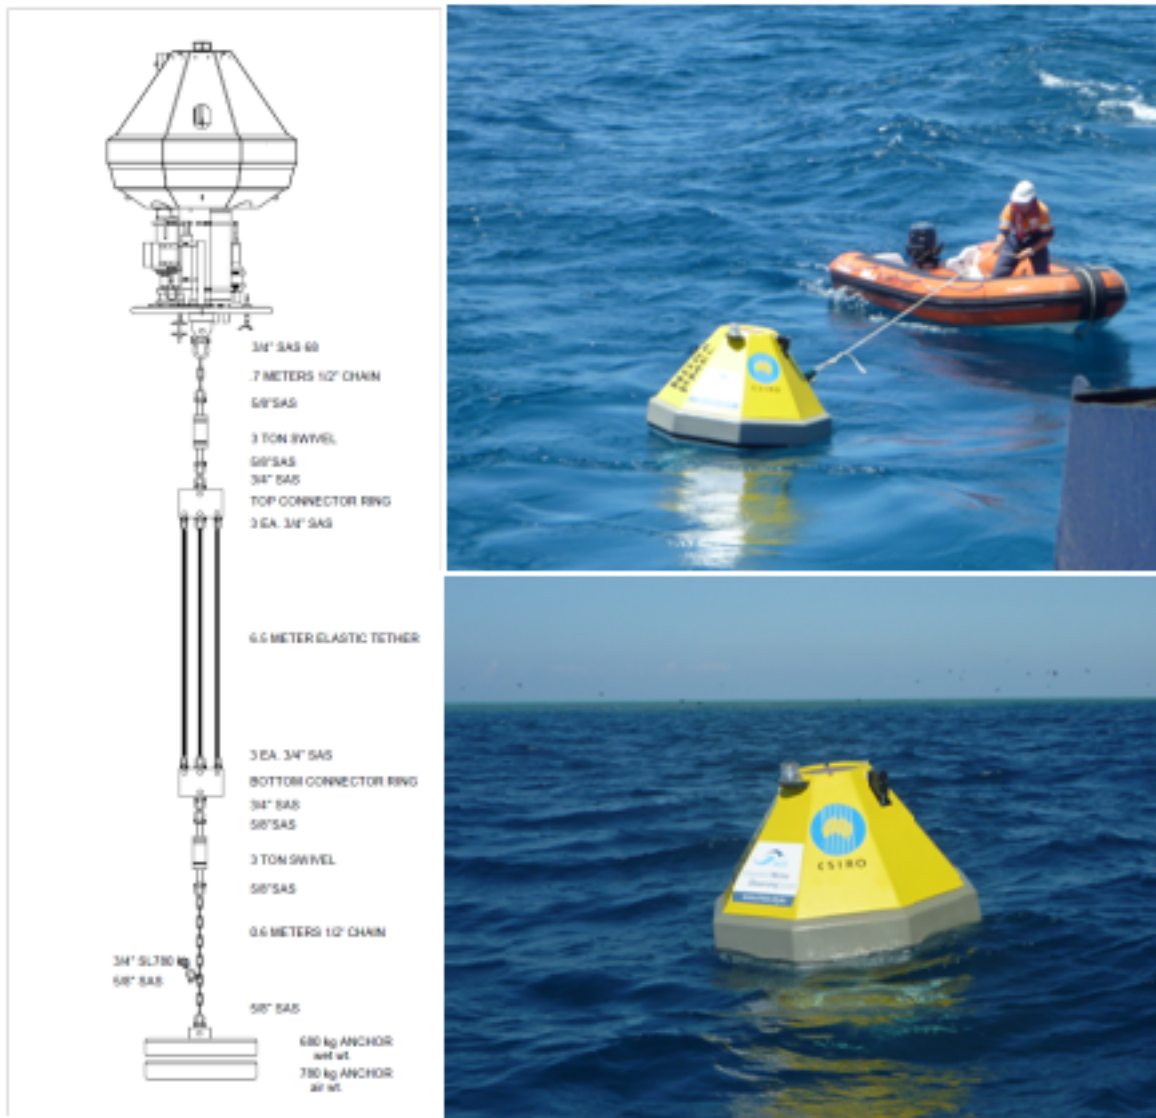 3/4" SAS 60
.7 METERS 1/2" CHAIN
5/8"SAS
3 TON SWIVEL
5/8"SAS
3/4" SAS
TOP CONNECTOR RING
3 EA. 3/4" SAS
6.5 METER ELASTIC TETHER
3 EA. 3/4" SAS
BOTTOM CONNECTOR RING
3/4" SAS
5/8"SAS
3 TON SWIVEL
5/8"SAS
0.6 METERS 1/2" CHAIN
3/4" SL780 kg
5/8" SAS
5/8" SAS
680 kg ANCHOR
wet wt.
780 kg ANCHOR
air wt.
CSIRO
CSIRO